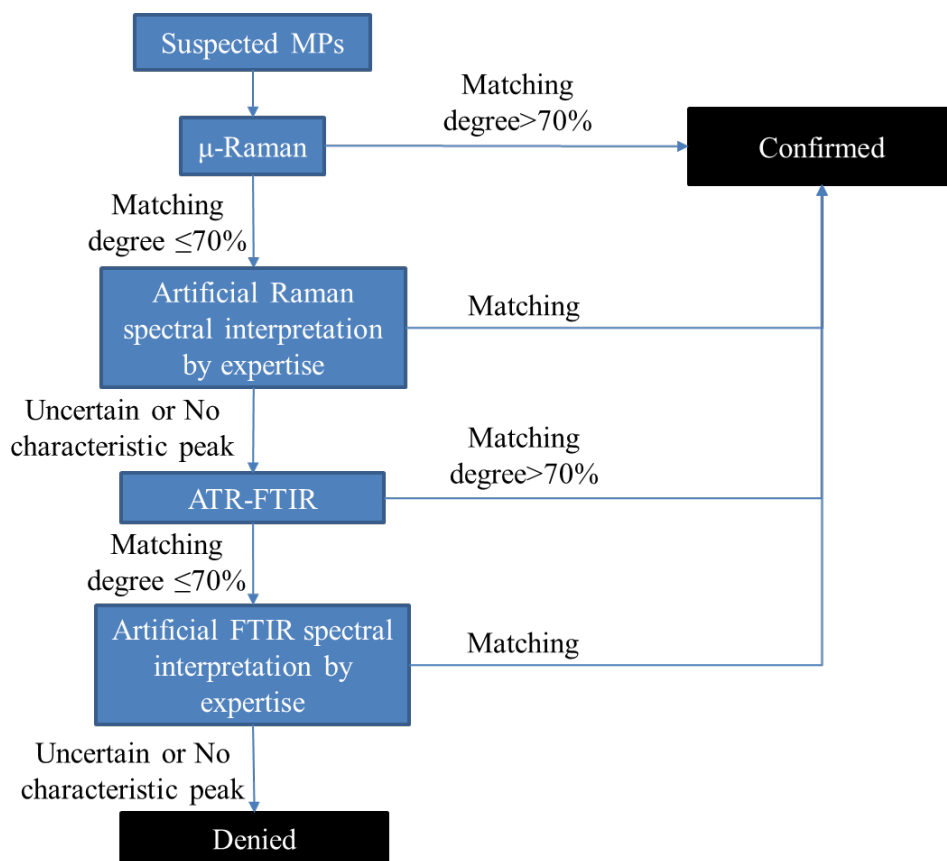 Suspected MPs
Matching
degree>70%
μ-Raman
Confirmed
Matching
degree ≤70%
Artificial Raman
spectral interpretation
by expertise
Matching
Uncertain or No
characteristic peak
Matching
degree>70%
ATR-FTIR
Matching
degree ≤70%
Artificial FTIR spectral
interpretation by
expertise
Matching
Uncertain or No
characteristic peak
Denied